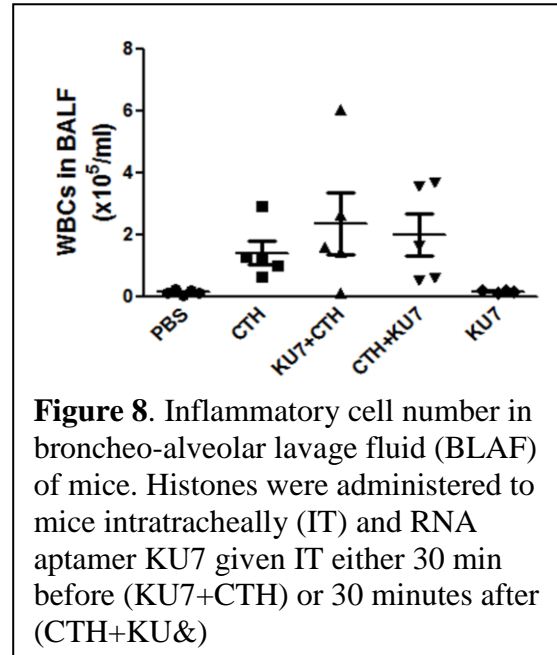 8
6
4
2
0
WBCs in BALF
(x10⁵/ml)
PBS
CTH
KU7+CTH
CTH+KU7
KU7
Figure 8. Inflammatory cell number in
broncheo-alveolar lavage fluid (BLAF)
of mice. Histones were administered to
mice intratracheally (IT) and RNA
aptamer KU7 given IT either 30 min
before (KU7+CTH) or 30 minutes after
(CTH+KU&)